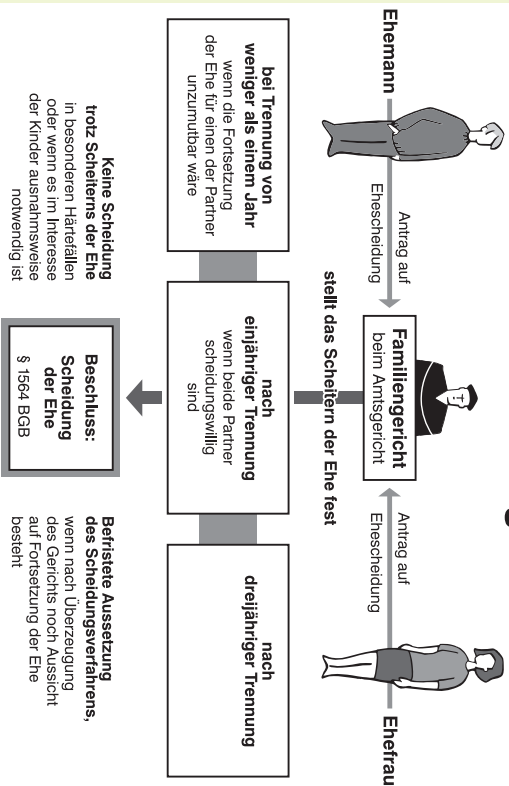 Ehemann
Antrag auf
Ehescheidung
Familiengericht
beim Amtsgericht
Antrag auf
Ehescheidung
Ehefrau
stellt das Scheitern der Ehe fest
bei Trennung von
weniger als einem Jahr
wenn die Fortsetzung
der Ehe für einen der Partner
unzumutbar wäre
nach
einjähriger Trennung
wenn beide Partner
scheidungswillig
sind
nach
dreijähriger Trennung
Keine Scheidung
trotz Scheiterns der Ehe
in besonderen Härtefällen
oder wenn es im Interesse
der Kinder ausnahmsweise
notwendig ist
Beschluss:
Scheidung
der Ehe
§ 1564 BGB
Befristete Aussetzung
des Scheidungsverfahrens,
wenn nach Überzeugung
des Gerichts noch Aussicht
auf Fortsetzung der Ehe
besteht